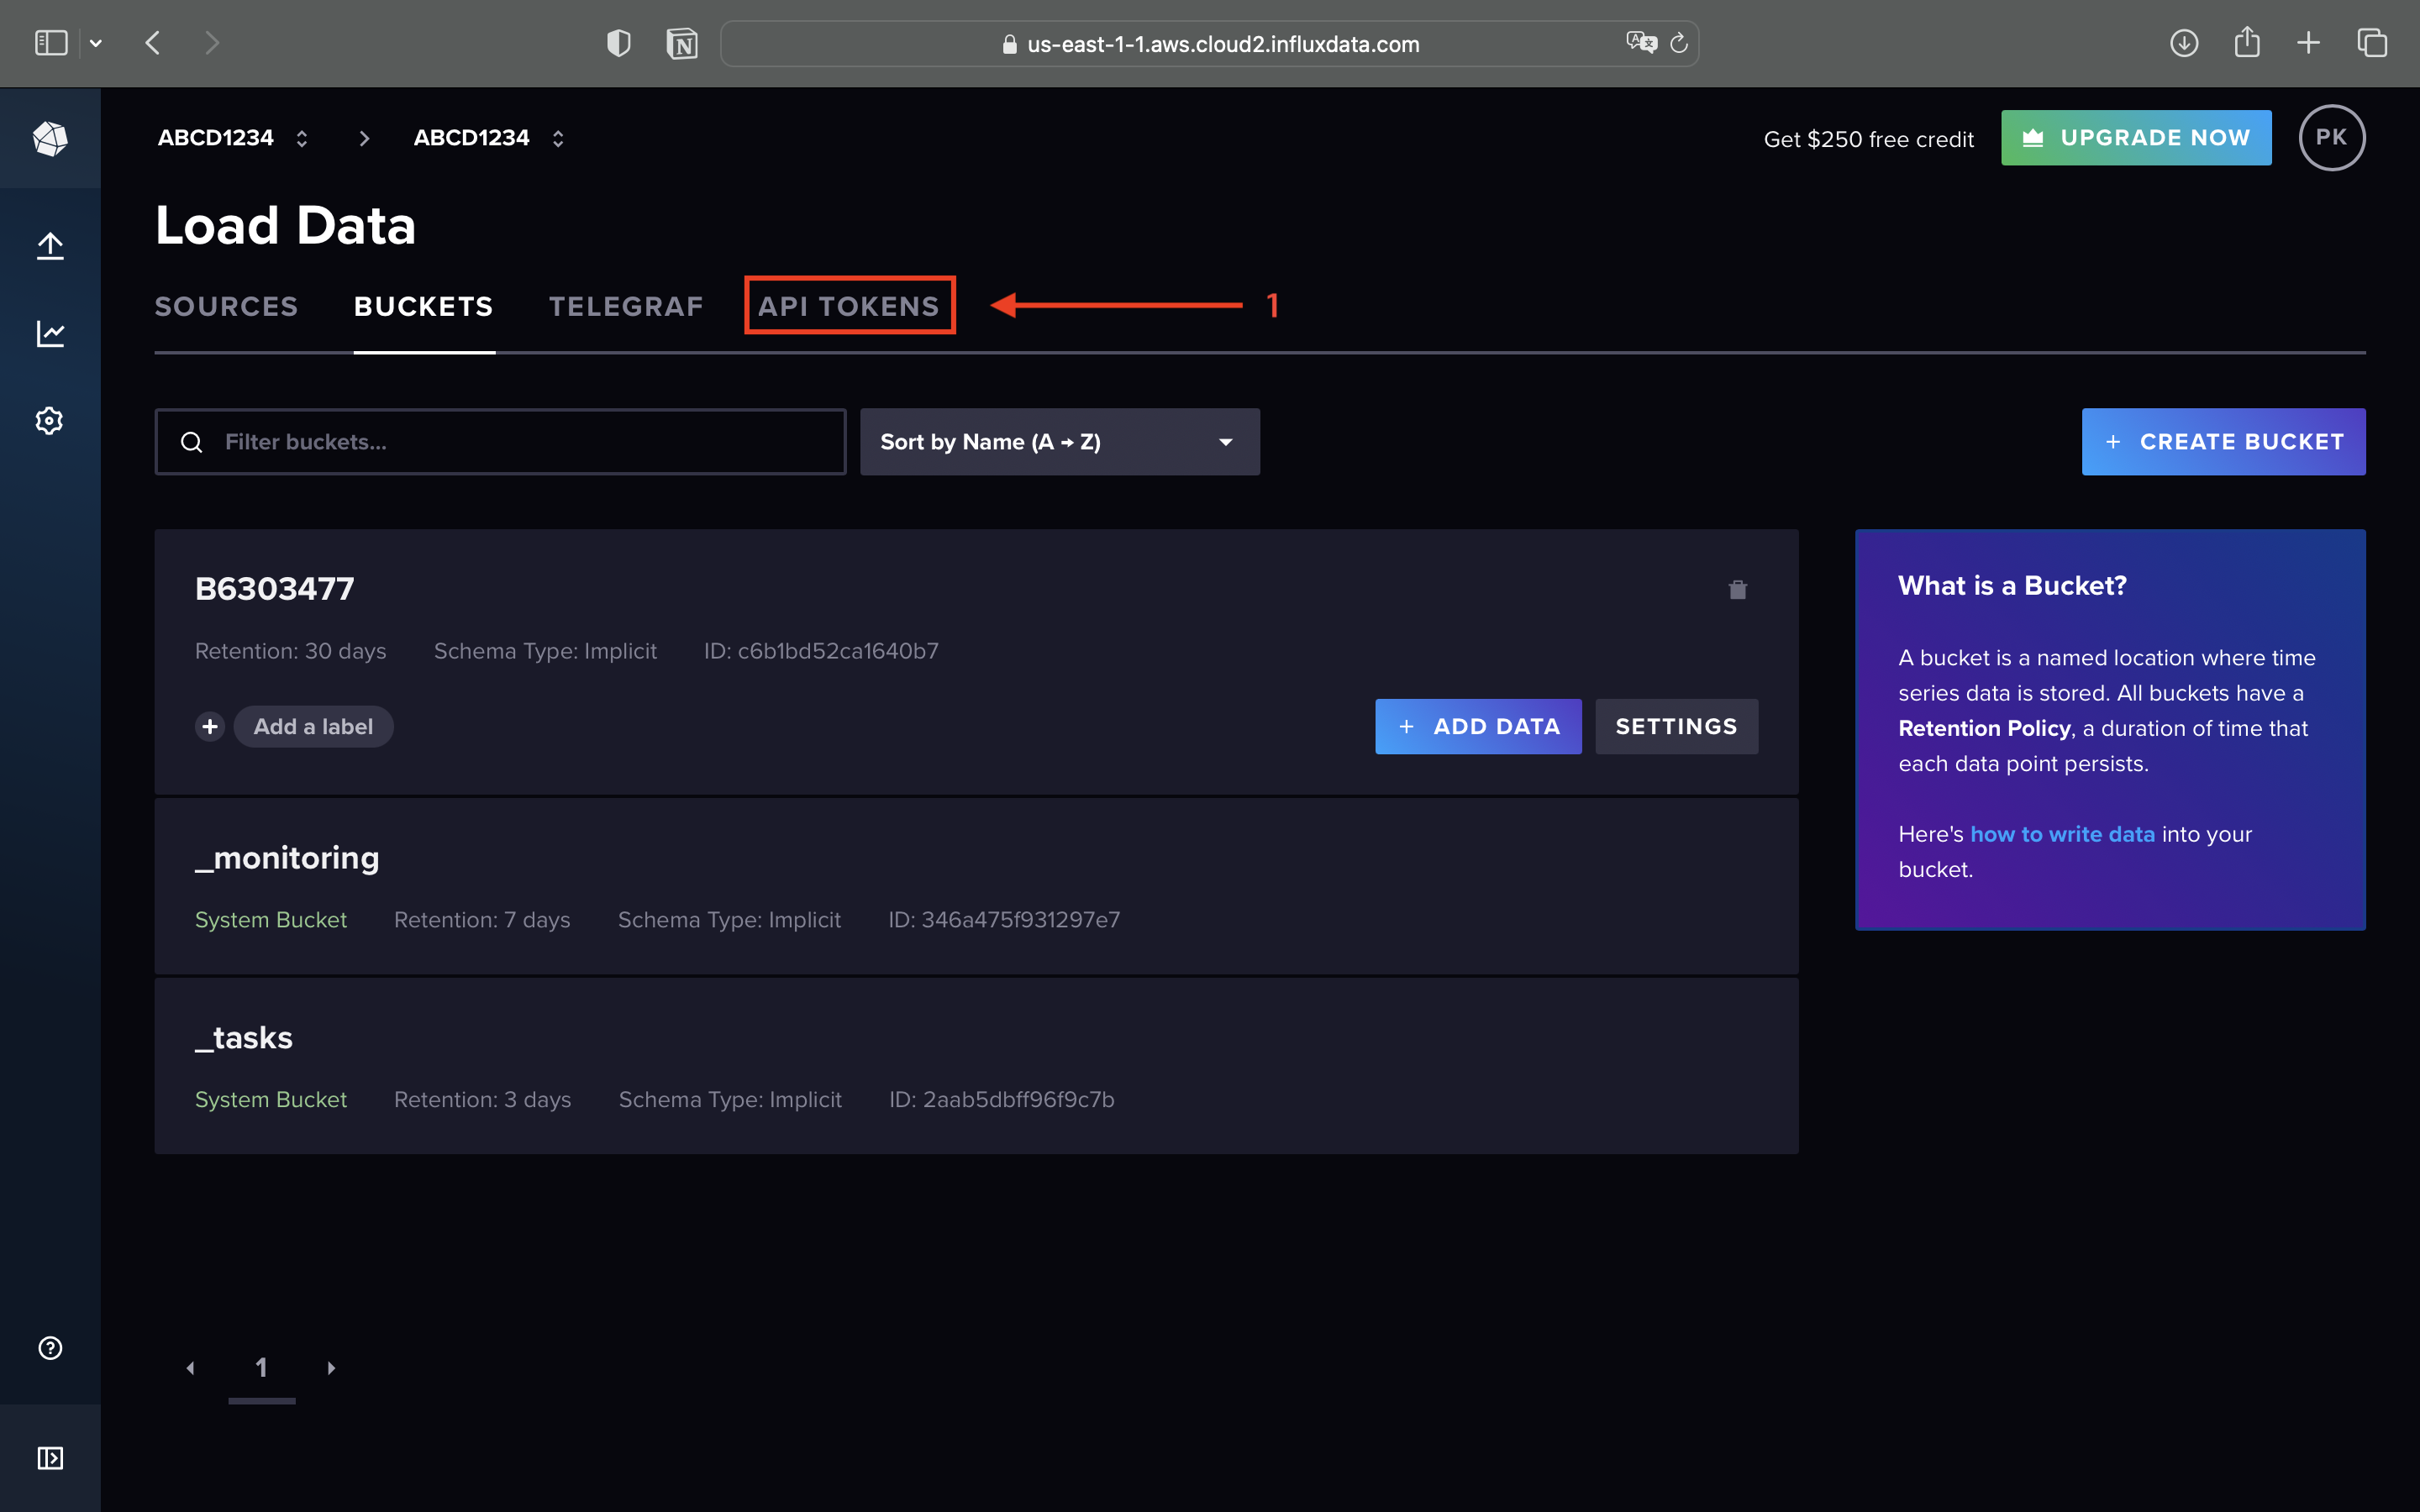 us-east-1-1.aws.cloud2.influxdata.com
ABCD1234 > ABCD1234
Get $250 free credit
UPGRADE NOW
PK
Load Data
SOURCES BUCKETS TELEGRAF API TOKENS 1
Filter buckets...
Sort by Name (A → Z)
+ CREATE BUCKET
B6303477
Retention: 30 days Schema Type: Implicit ID: c6b1bd52ca1640b7
+ Add a label
+ ADD DATA
SETTINGS
_monitoring
System Bucket Retention: 7 days Schema Type: Implicit ID: 346a475f931297e7
_tasks
System Bucket Retention: 3 days Schema Type: Implicit ID: 2aab5dbff96f9c7b
What is a Bucket?
A bucket is a named location where time
series data is stored. All buckets have a
Retention Policy, a duration of time that
each data point persists.
Here's how to write data into your
bucket.
1